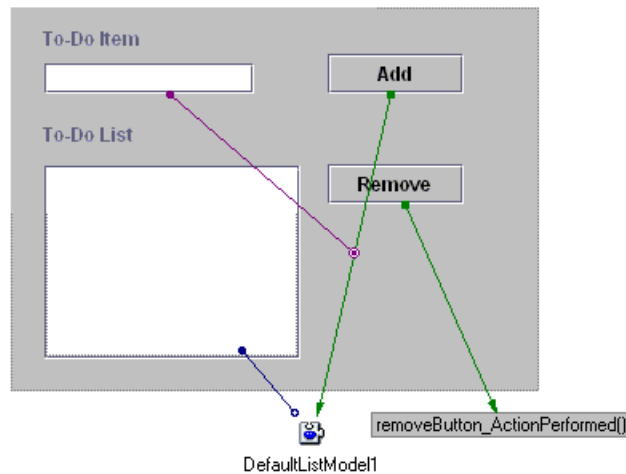 To-Do Item
Add
To-Do List
Remove
removeButton_ActionPerformed()
DefaultListModel1